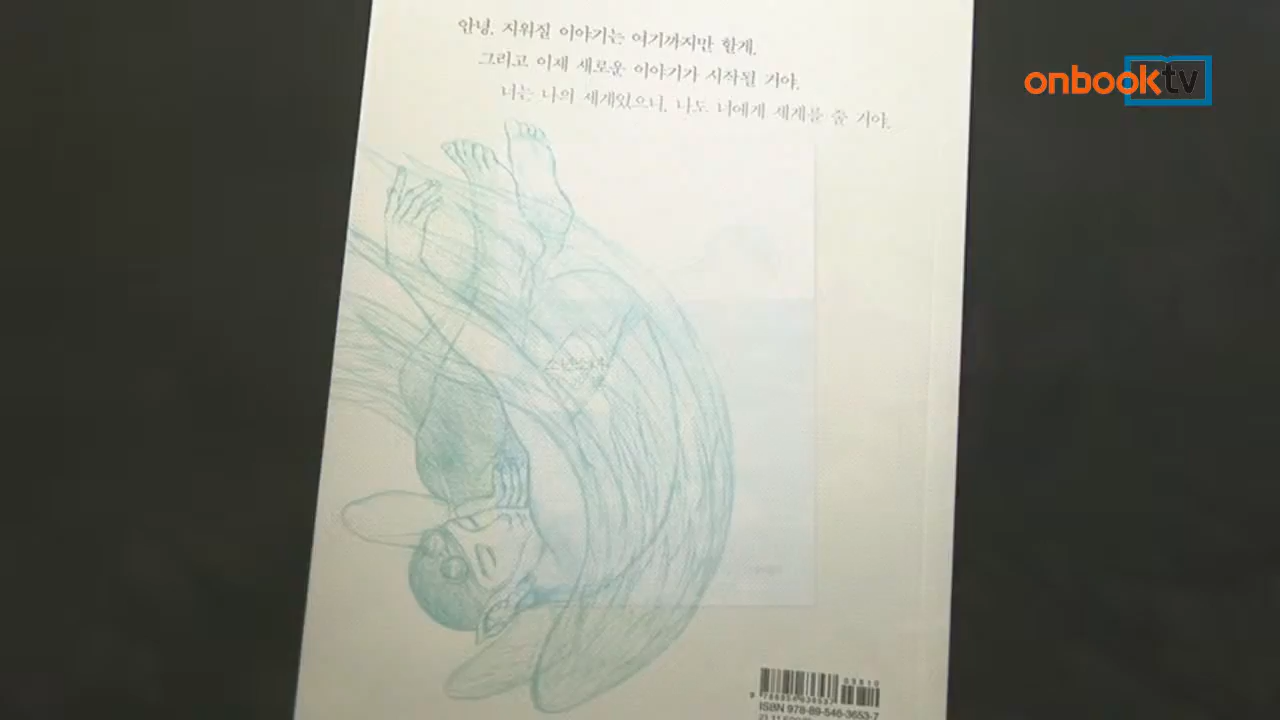 안녕. 지워질 이야기는 여기까지만 할게.
그리고 이제 새로운 이야기가 시작될 거야.
너는 나의 세계였으니, 나도 너에게 세계를 줄 거야.
onbooktv
03810
ISBN 978-89-546-3653-7